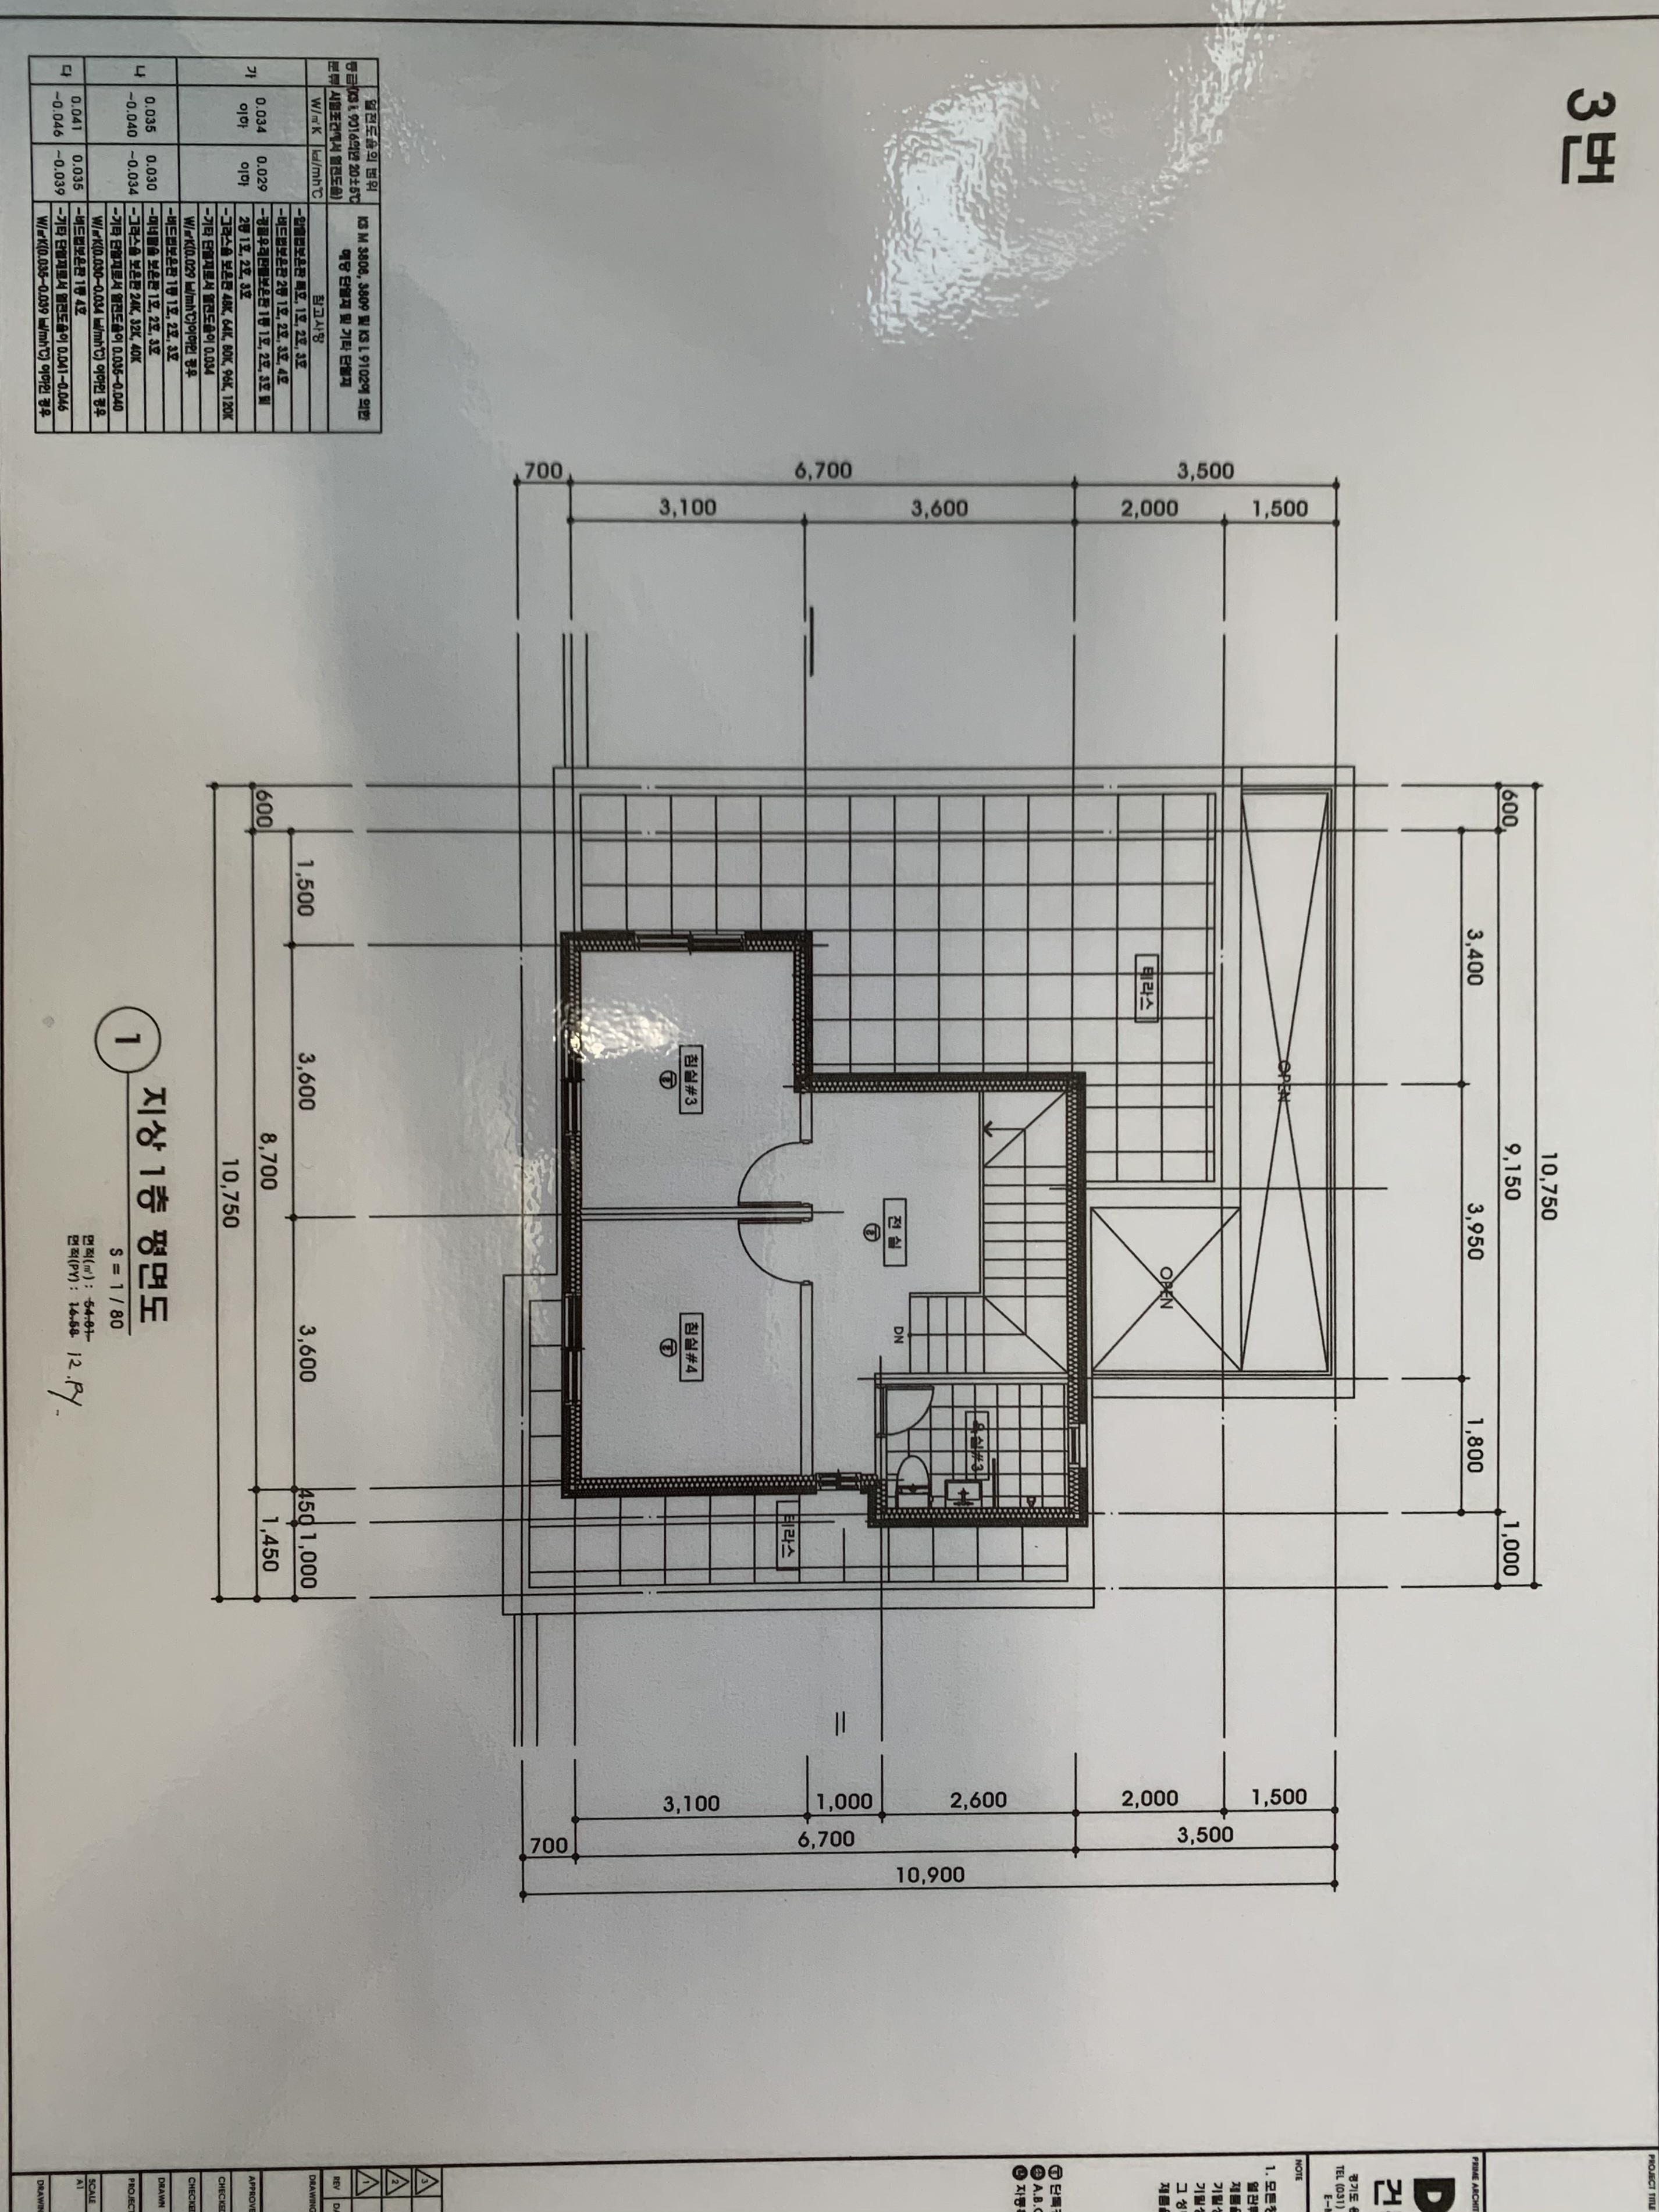 3번
열전도율의 범위
(KS L 9016에 의한 20±5℃
시험조건에서 열전도율)
등급
분류
W/㎡K
㎉/mh℃
KS M 3808, 3809 및 KS L 9102에 의한
해당 단열재 및 기타 단열재
참고사항
가
0.034
이하
0.029
이하
-압출법보온판 특호, 1호, 2호, 3호
-비드법보온판 2종 1호, 2호, 3호, 4호
-경질우레탄폼보온판 1종 1호, 2호, 3호 및
2종 1호, 2호, 3호
-그라스울 보온판 48K, 64K, 80K, 96K, 120K
-기타 단열재로서 열전도율이 0.034
W/㎡K(0.029 ㎉/mh℃)이하인 경우
나
0.035
~0.040
0.030
~0.034
-비드법보온판 1종 1호, 2호, 3호
-미네랄울 보온판 1호, 2호, 3호
-그라스울 보온판 24K, 32K, 40K
-기타 단열재로서 열전도율이 0.035~0.040
W/㎡K(0.030~0.034 ㎉/mh℃) 이하인 경우
다
0.041
~0.046
0.035
~0.039
-비드법보온판 1종 4호
-기타 단열재로서 열전도율이 0.041~0.046
W/㎡K(0.035~0.039 ㎉/mh℃) 이하인 경우
10,750
600
9,150
1,000
3,400
3,950
1,800
3,500
6,700
700
1,500
2,000
3,600
3,100
OPEN
OPEN
테라스
전실
DN
욕실#3
침실#3
침실#4
테라스
1,500
2,000
2,600
1,000
3,100
3,500
6,700
700
10,900
1,500
3,600
3,600
450
1,000
600
8,700
1,450
10,750
1
지상 1층 평면도
S = 1 / 80
면적(㎡) : 54.81
면적(PY) : 16.58 12.PY.
PROJECT TITLE
PRIME ARCHIT
D
건
경기도
TEL (031)
NOTE
1. 모든
APPROVE
CHECKE
CHECKE
DRAWN
PROJECT
SCALE
A1
DRAWIN
REV
DA
DRAWING
1
2
3